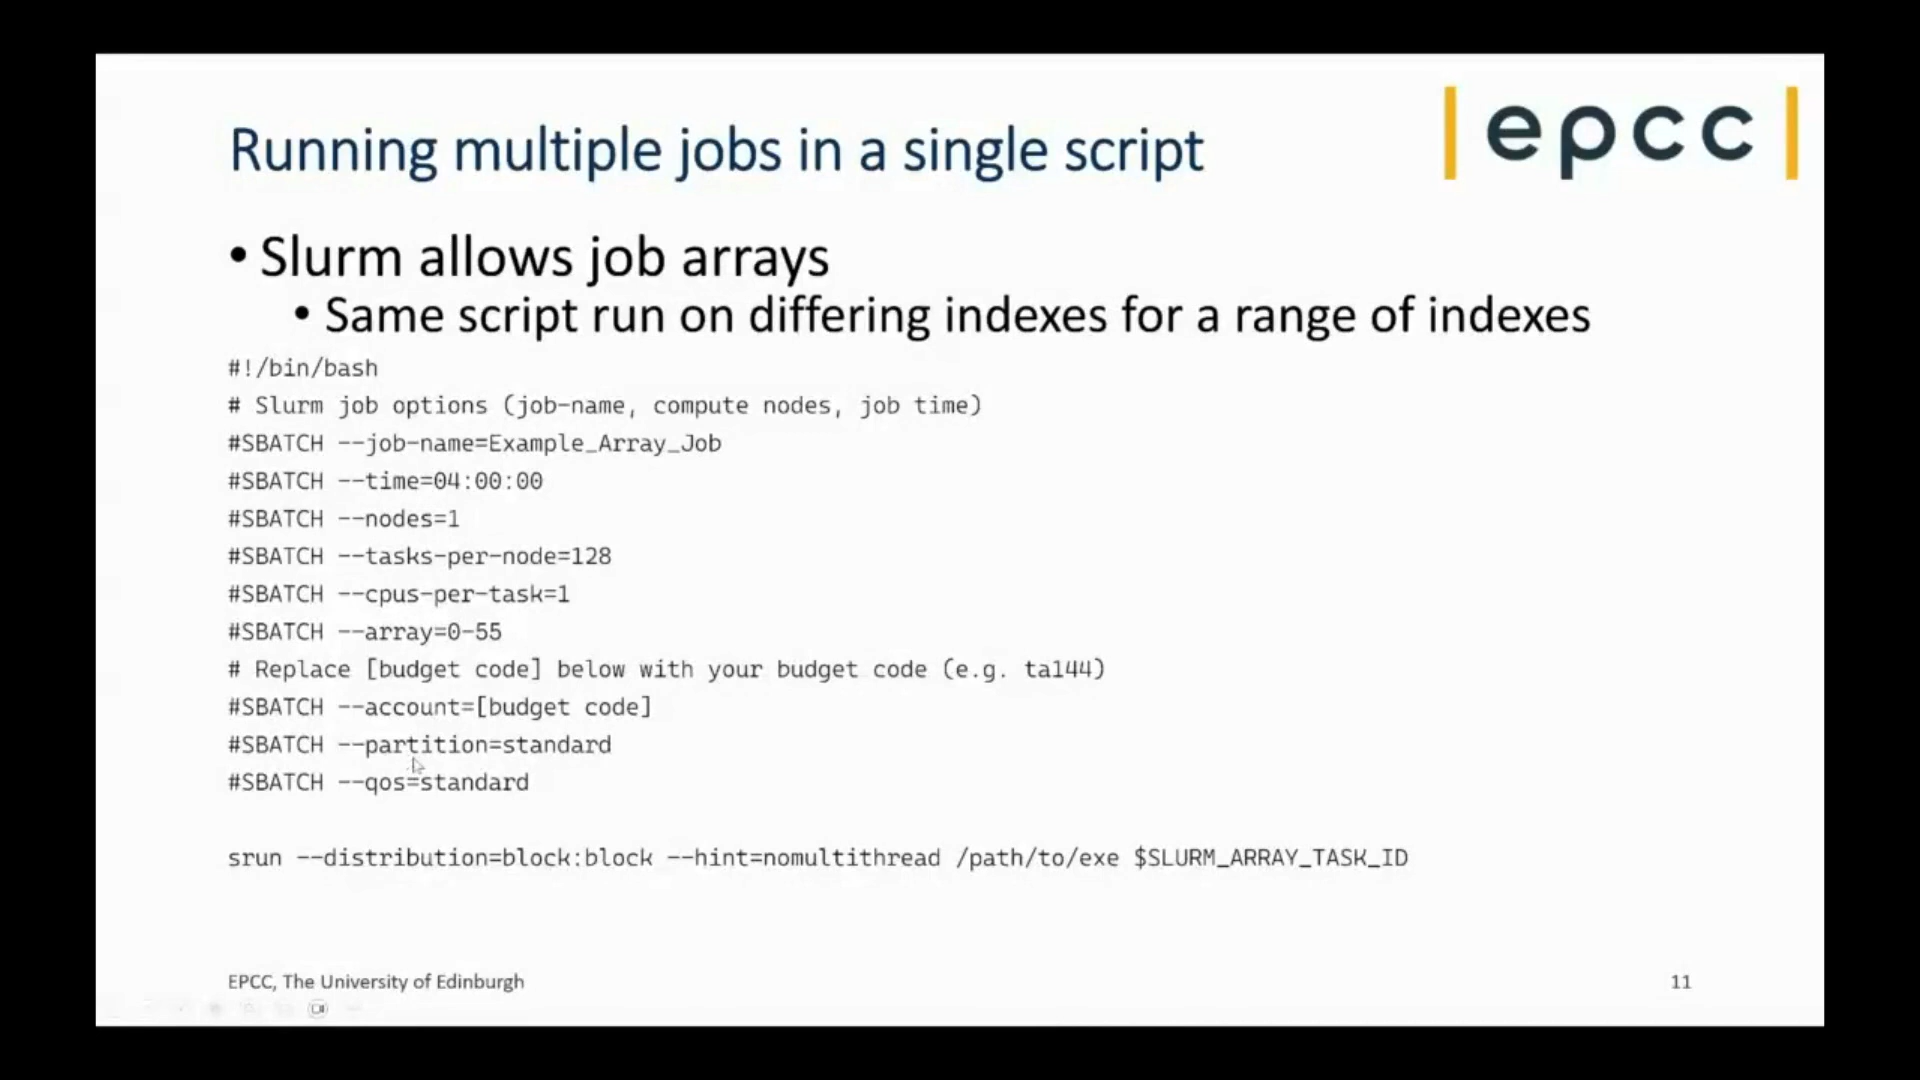 Running multiple jobs in a single script
| epcc |
• Slurm allows job arrays
• Same script run on differing indexes for a range of indexes
#!/bin/bash
# Slurm job options (job-name, compute nodes, job time)
#SBATCH --job-name=Example_Array_Job
#SBATCH --time=04:00:00
#SBATCH --nodes=1
#SBATCH --tasks-per-node=128
#SBATCH --cpus-per-task=1
#SBATCH --array=0-55
# Replace [budget code] below with your budget code (e.g. ta144)
#SBATCH --account=[budget code]
#SBATCH --partition=standard
#SBATCH --qos=standard
srun --distribution=block:block --hint=nomultithread /path/to/exe $SLURM_ARRAY_TASK_ID
EPCC, The University of Edinburgh
11